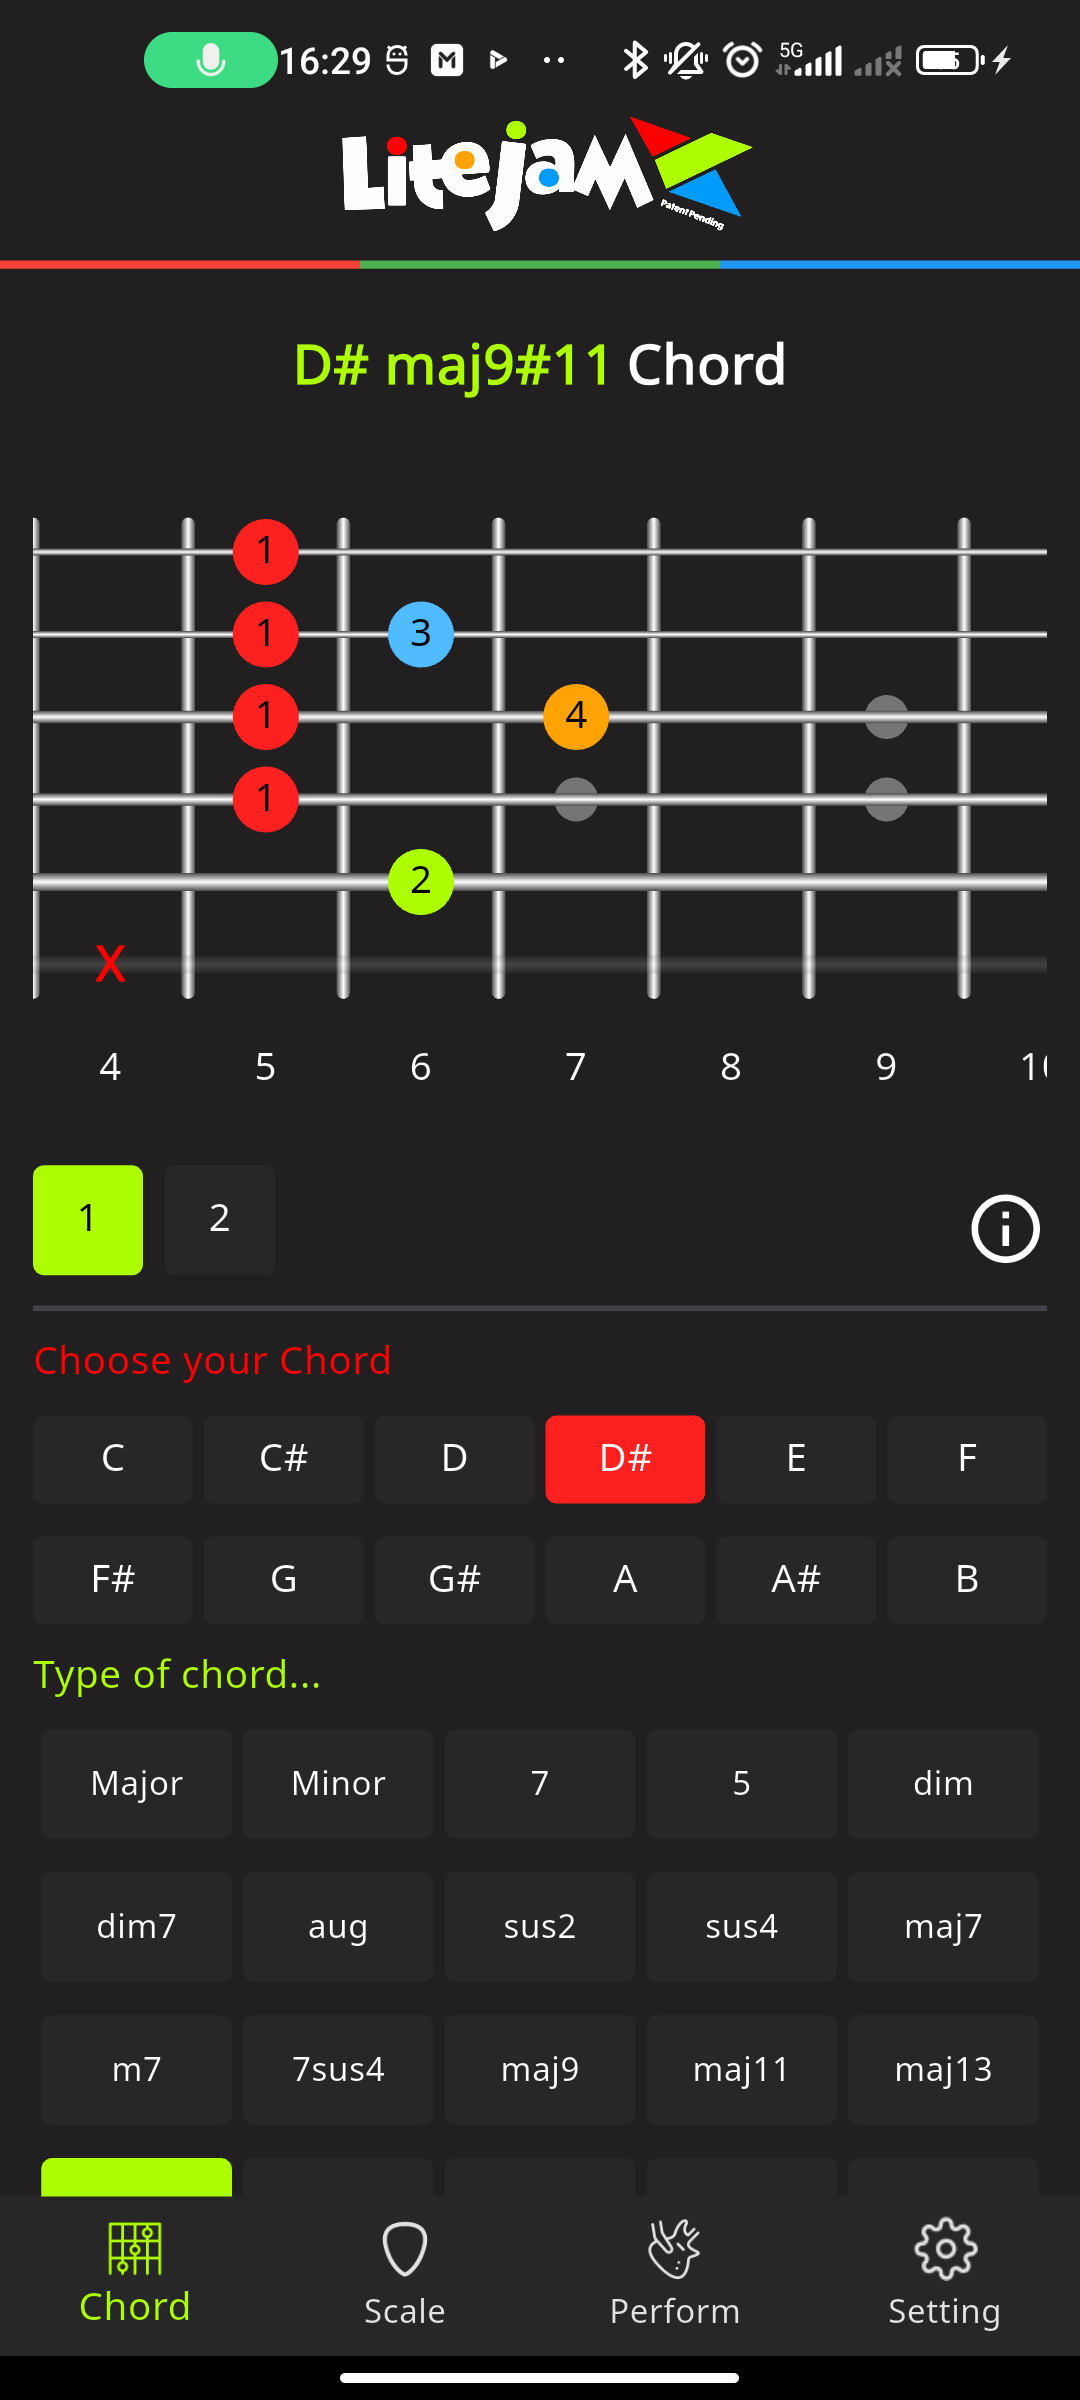 16:29 5G
LiteJam
Patent Pending
D# maj9#11 Chord
1
1 3
1 4
1
2
X
4 5 6 7 8 9
1 2
Choose your Chord
C C# D D# E F
F# G G# A A# B
Type of chord...
Major Minor 7 5 dim
dim7 aug sus2 sus4 maj7
m7 7sus4 maj9 maj11 maj13
Chord Scale Perform Setting